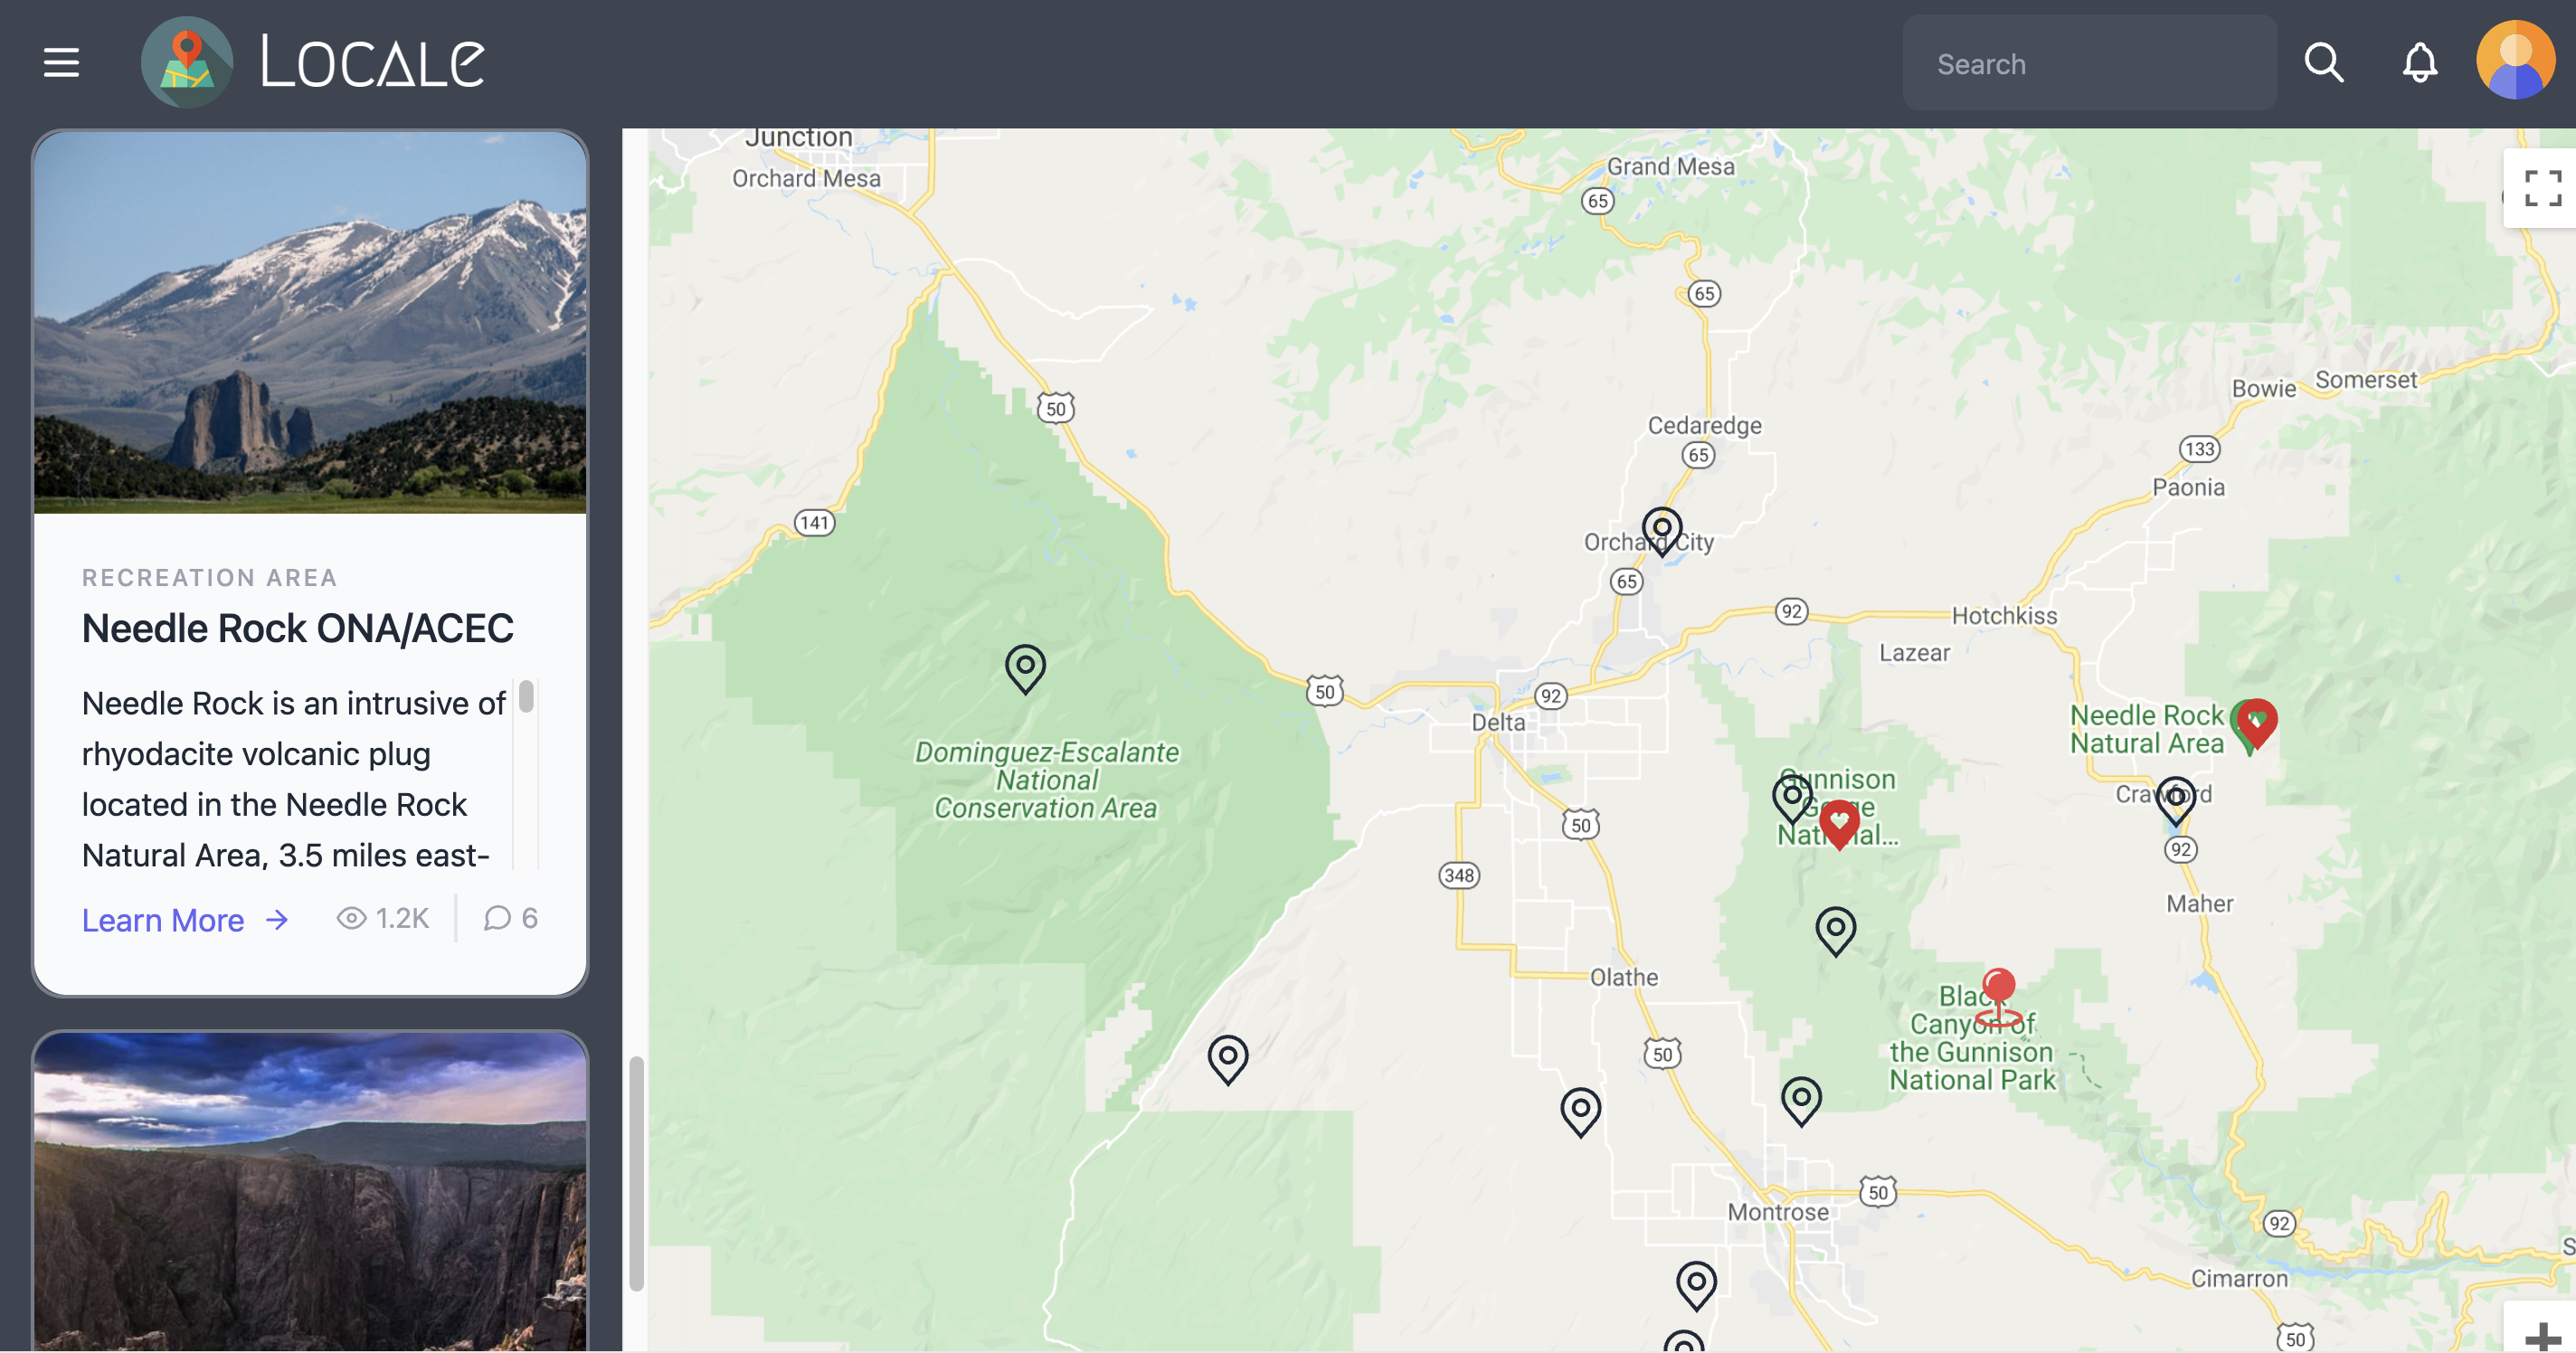 LOCALE
Search
RECREATION AREA
Needle Rock ONA/ACEC
Needle Rock is an intrusive of
rhyodacite volcanic plug
located in the Needle Rock
Natural Area, 3.5 miles east-
Learn More
1.2K
6
Junction
Orchard Mesa
Grand Mesa
65
65
Bowie
Somerset
50
Cedaredge
65
133
Paonia
141
Orchard City
65
92
Hotchkiss
Lazear
50
92
Delta
Needle Rock
Natural Area
Dominguez-Escalante
National
Conservation Area
Gunnison
Gorge
National...
Crawford
50
92
348
Maher
Olathe
Black
Canyon of
the Gunnison
National Park
50
50
Montrose
92
S
Cimarron
50